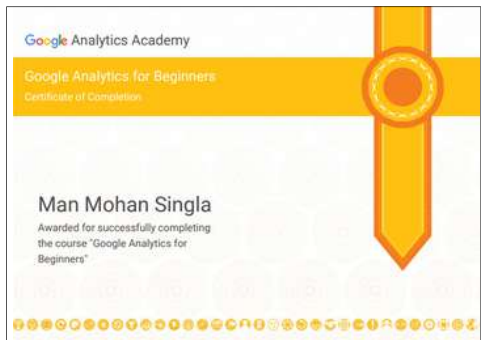 Google Analytics Academy
Google Analytics for Beginners
Certificate of Completion
Man Mohan Singla
Awarded for successfully completing
the course "Google Analytics for
Beginners"